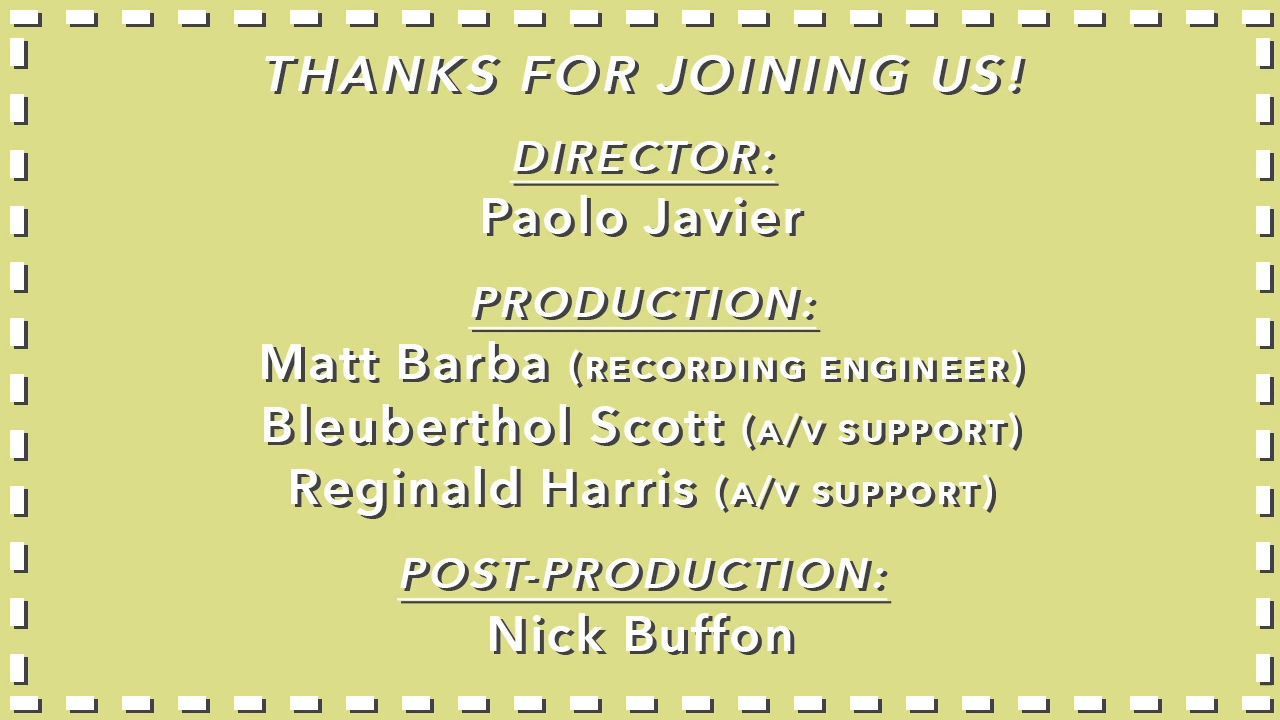 THANKS FOR JOINING US!
DIRECTOR:
Paolo Javier
PRODUCTION:
Matt Barba (RECORDING ENGINEER)
Bleuberthol Scott (A/V SUPPORT)
Reginald Harris (A/V SUPPORT)
POST-PRODUCTION:
Nick Buffon